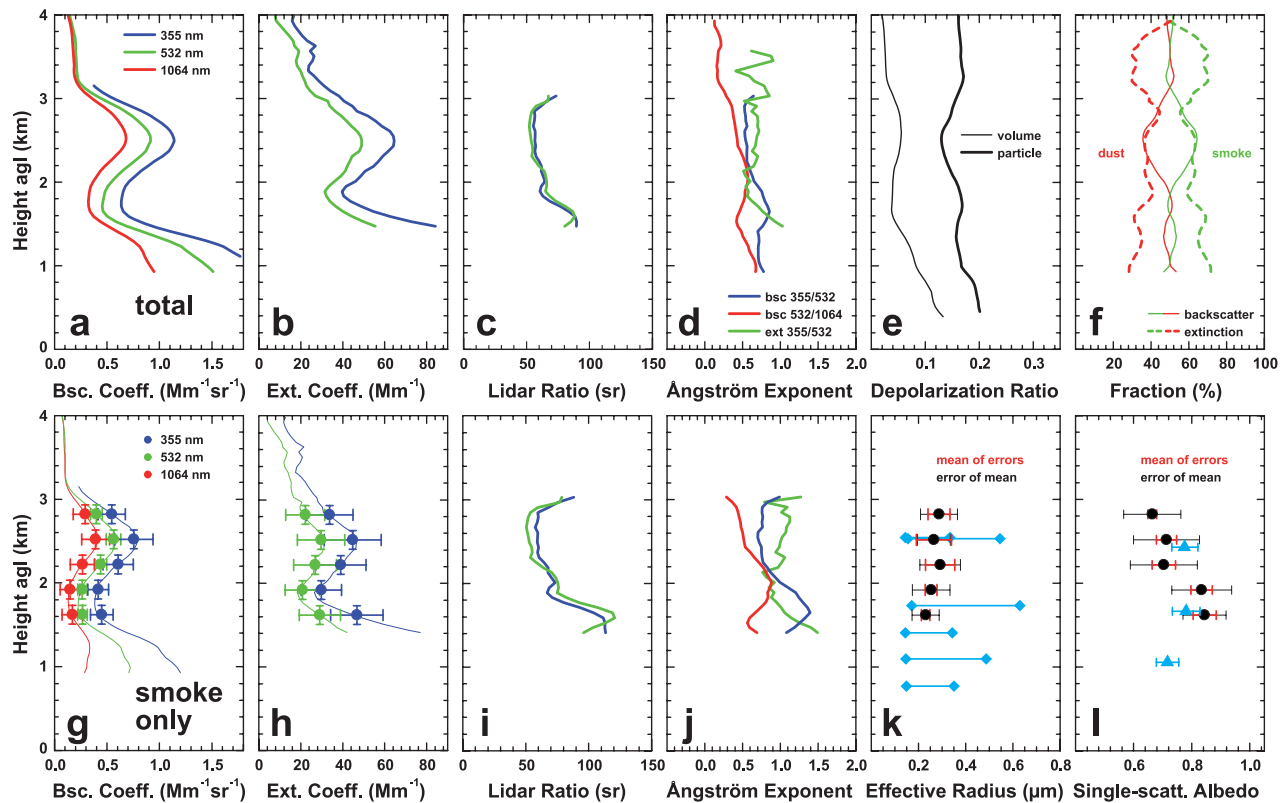 4
3
2
1
0
Height agl (km)
355 nm
532 nm
1064 nm
total
a
b
c
d
bsc 355/532
bsc 532/1064
ext 355/532
volume
particle
e
dust
smoke
backscatter
extinction
f
0.0 0.5 1.0 1.5
0 20 40 60 80
0 50 100
0.0 0.5 1.0 1.5 2.0
0.1 0.2 0.3
0 20 40 60 80 100
Bsc. Coeff. (Mm⁻¹sr⁻¹)
Ext. Coeff. (Mm⁻¹)
Lidar Ratio (sr)
Ångström Exponent
Depolarization Ratio
Fraction (%)
4
3
2
1
0
Height agl (km)
355 nm
532 nm
1064 nm
smoke
only
g
h
i
j
mean of errors
error of mean
k
mean of errors
error of mean
l
0.0 0.5 1.0 1.5
0 20 40 60 80
0 50 100 150
0.0 0.5 1.0 1.5 2.0
0.0 0.2 0.4 0.6 0.8
0.4 0.6 0.8 1.0
Bsc. Coeff. (Mm⁻¹sr⁻¹)
Ext. Coeff. (Mm⁻¹)
Lidar Ratio (sr)
Ångström Exponent
Effective Radius (µm)
Single-scatt. Albedo